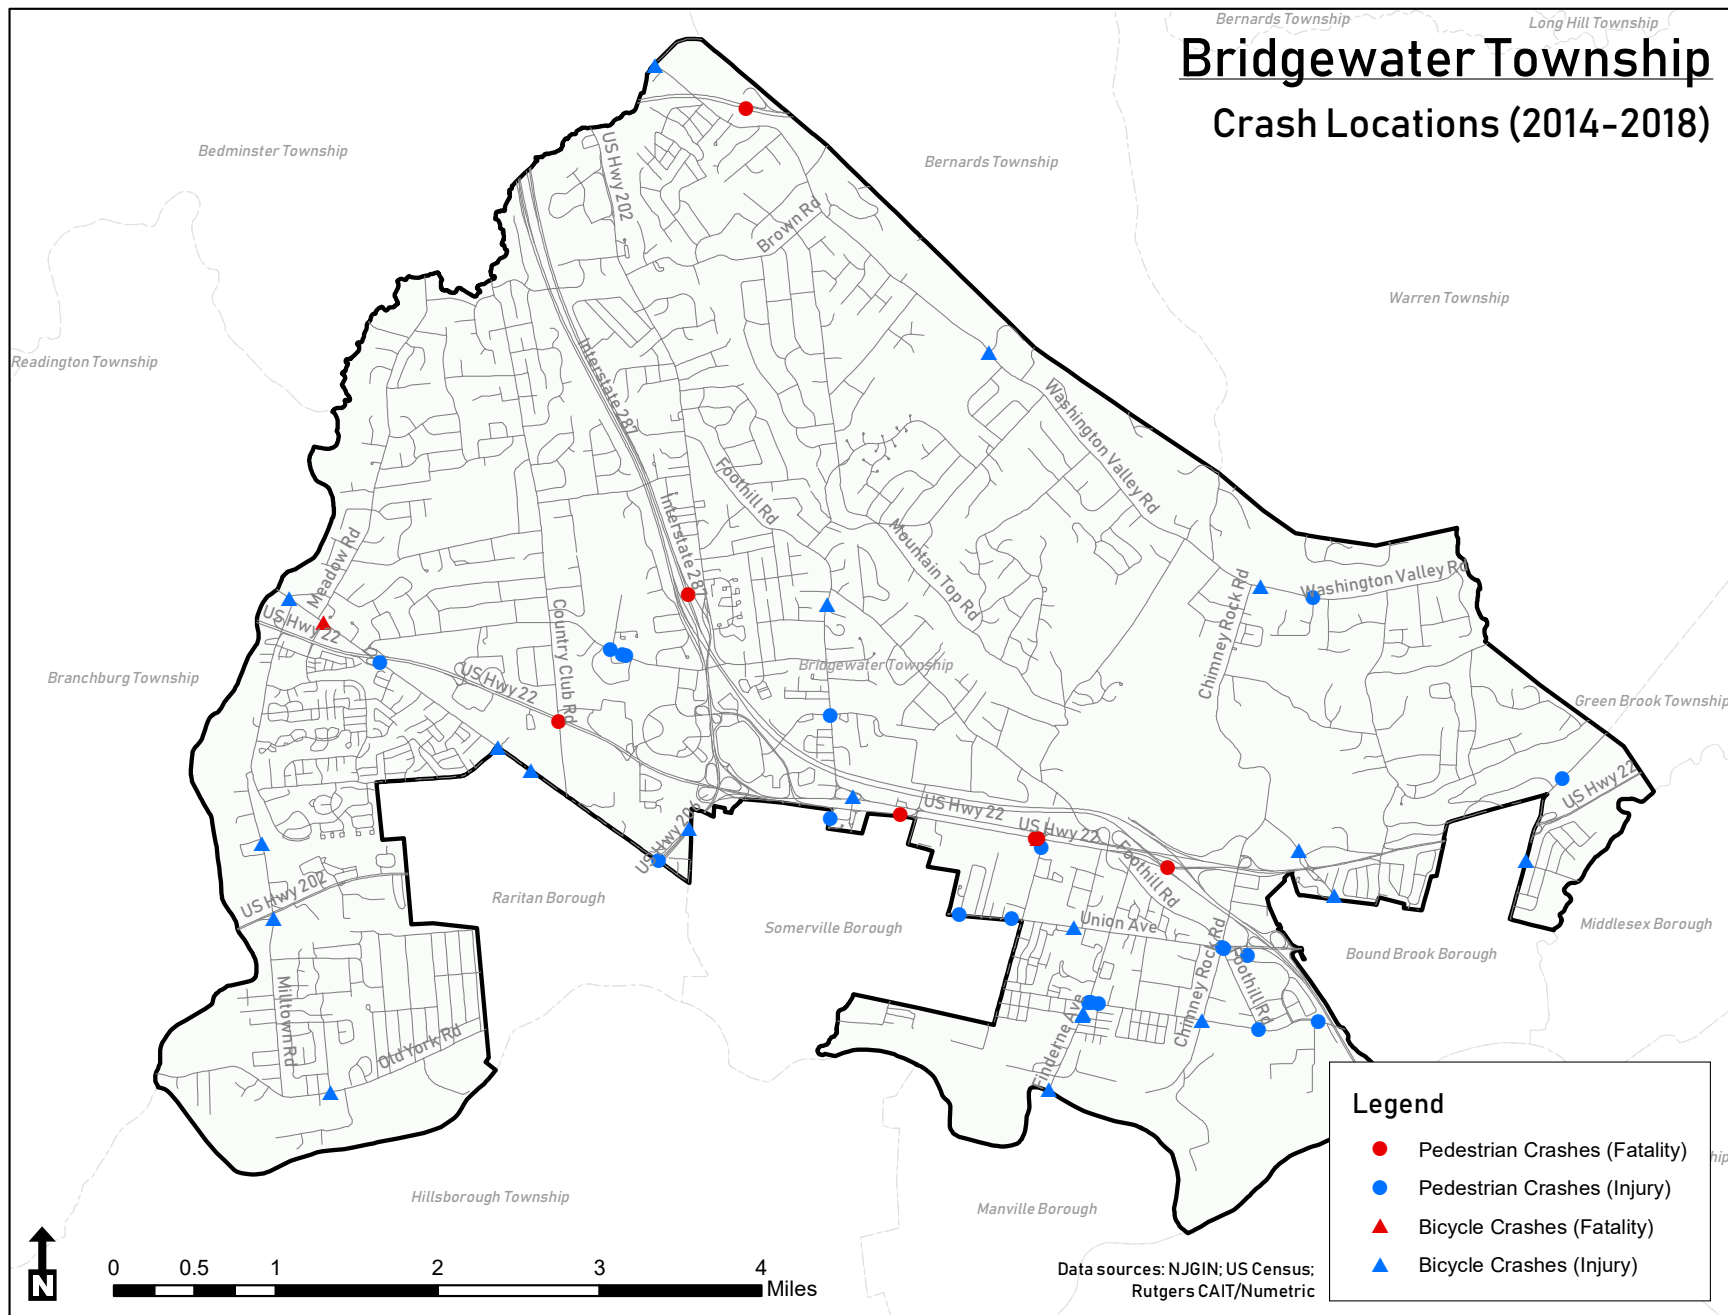 Bernards Township
Long Hill Township
Bridgewater Township
Crash Locations (2014-2018)
Bedminster Township
US Hwy 202
Bernards Township
Brown Rd
Warren Township
Readington Township
Interstate 287
Washington Valley Rd
Foothill Rd
Interstate 287
Mountain Top Rd
Meadow Rd
Washington Valley Rd
Chimney Rock Rd
US Hwy 22
Country Club Rd
Bridgewater Township
Branchburg Township
US Hwy 22
Green Brook Township
US Hwy 22
US Hwy 22
US Hwy 22
US Hwy 206
Foothill Rd
US Hwy 202
Raritan Borough
Somerville Borough
Union Ave
Middlesex Borough
Bound Brook Borough
Chimney Rock Rd
Foothill Rd
Milltown Rd
Old York Rd
Finderne Ave
Legend
Pedestrian Crashes (Fatality)
Pedestrian Crashes (Injury)
Bicycle Crashes (Fatality)
Bicycle Crashes (Injury)
Hillsborough Township
Manville Borough
N
0 0.5 1 2 3 4
Miles
Data sources: NJGIN; US Census;
Rutgers CAIT/Numetric